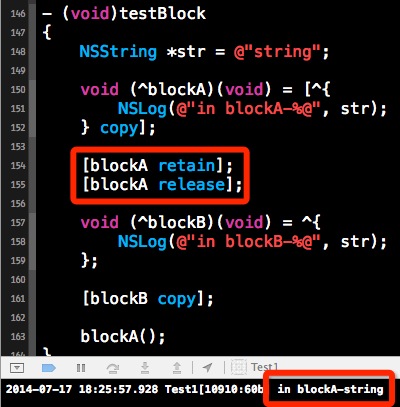 146 - (void)testBlock
147 {
148 NSString *str = @"string";
149
150 void (^blockA)(void) = [^{
151 NSLog(@"in blockA-%@", str);
152 } copy];
153
154 [blockA retain];
155 [blockA release];
156
157 void (^blockB)(void) = ^{
158 NSLog(@"in blockB-%@", str);
159 };
160
161 [blockB copy];
162
163 blockA();
Test1
2014-07-17 18:25:57.928 Test1[10910:60b] in blockA-string